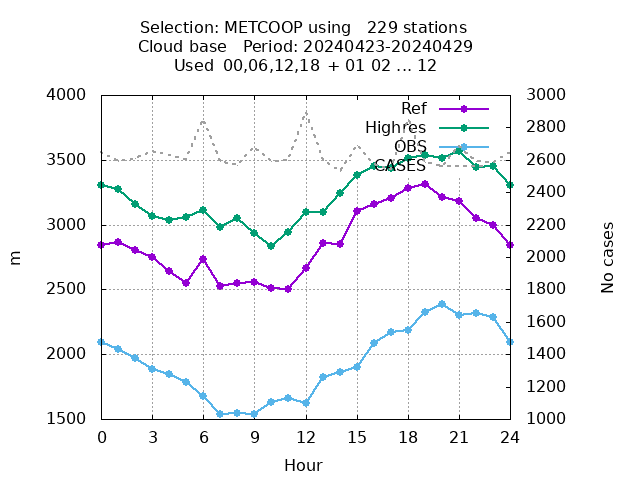 Selection: METCOOP using 229 stations
Cloud base Period: 20240423-20240429
Used 00,06,12,18 + 01 02 ... 12
4000
3500
3000
2500
2000
1500
m
3000
2800
2600
2400
2200
2000
1800
1600
1400
1200
1000
No cases
Ref
Highres
OBS
CASES
0 3 6 9 12 15 18 21 24
Hour